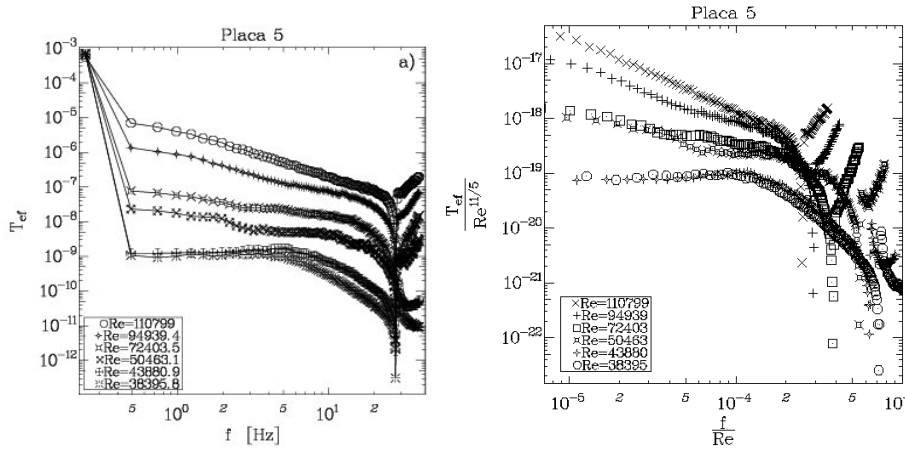 Placa 5
a)
10^-3
10^-4
10^-5
10^-6
10^-7
10^-8
10^-9
10^-10
10^-11
10^-12
T_ef
Re=110799
Re=94939.4
Re=72403.5
Re=50463.1
Re=43880.9
Re=38395.8
5 10^0 2 5 10^1 2
f [Hz]
Placa 5
10^-17
10^-18
10^-19
10^-20
10^-21
10^-22
T_ef
Re^11/5
Re=110799
Re=94939
Re=72403
Re=50463
Re=43880
Re=38395
10^-5 2 5 10^-4 2 5
f
Re